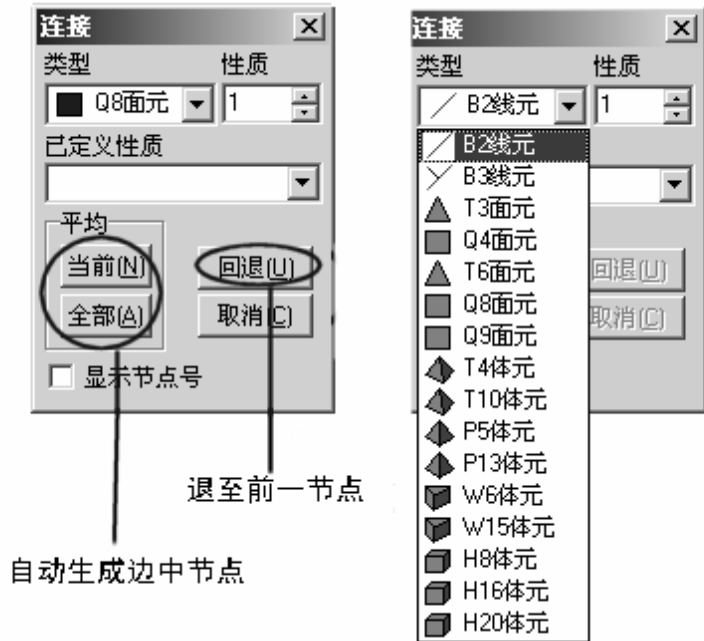 连接
类型 性质
Q8面元 1
已定义性质
平均
当前(N) 回退(U)
全部(A) 取消(C)
显示节点号
退至前一节点
自动生成边中节点
连接
类型 性质
B2线元 1
B2线元
B3线元
T3面元
Q4面元
T6面元
Q8面元
Q9面元
T4体元
T10体元
P5体元
P13体元
W6体元
W15体元
H8体元
H16体元
H20体元
回退(U)
取消(C)